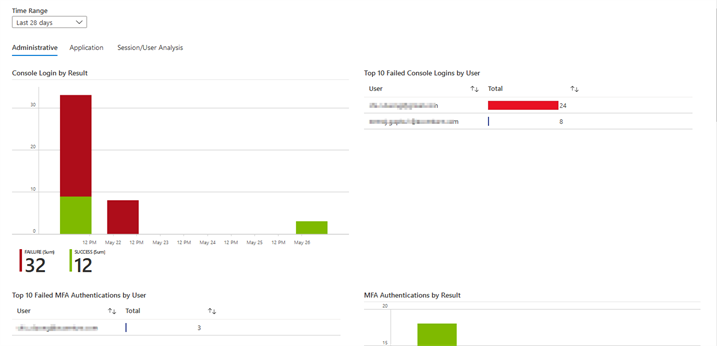 Time Range
Last 28 days
Administrative Application Session/User Analysis
Console Login by Result
30
20
10
0
12 PM May 22 12 PM May 23 12 PM May 24 12 PM May 25 12 PM May 26
FAILURE (Sum) SUCCESS (Sum)
32 12
Top 10 Failed Console Logins by User
User Total
24
8
Top 10 Failed MFA Authentications by User
User Total
3
MFA Authentications by Result
20
15